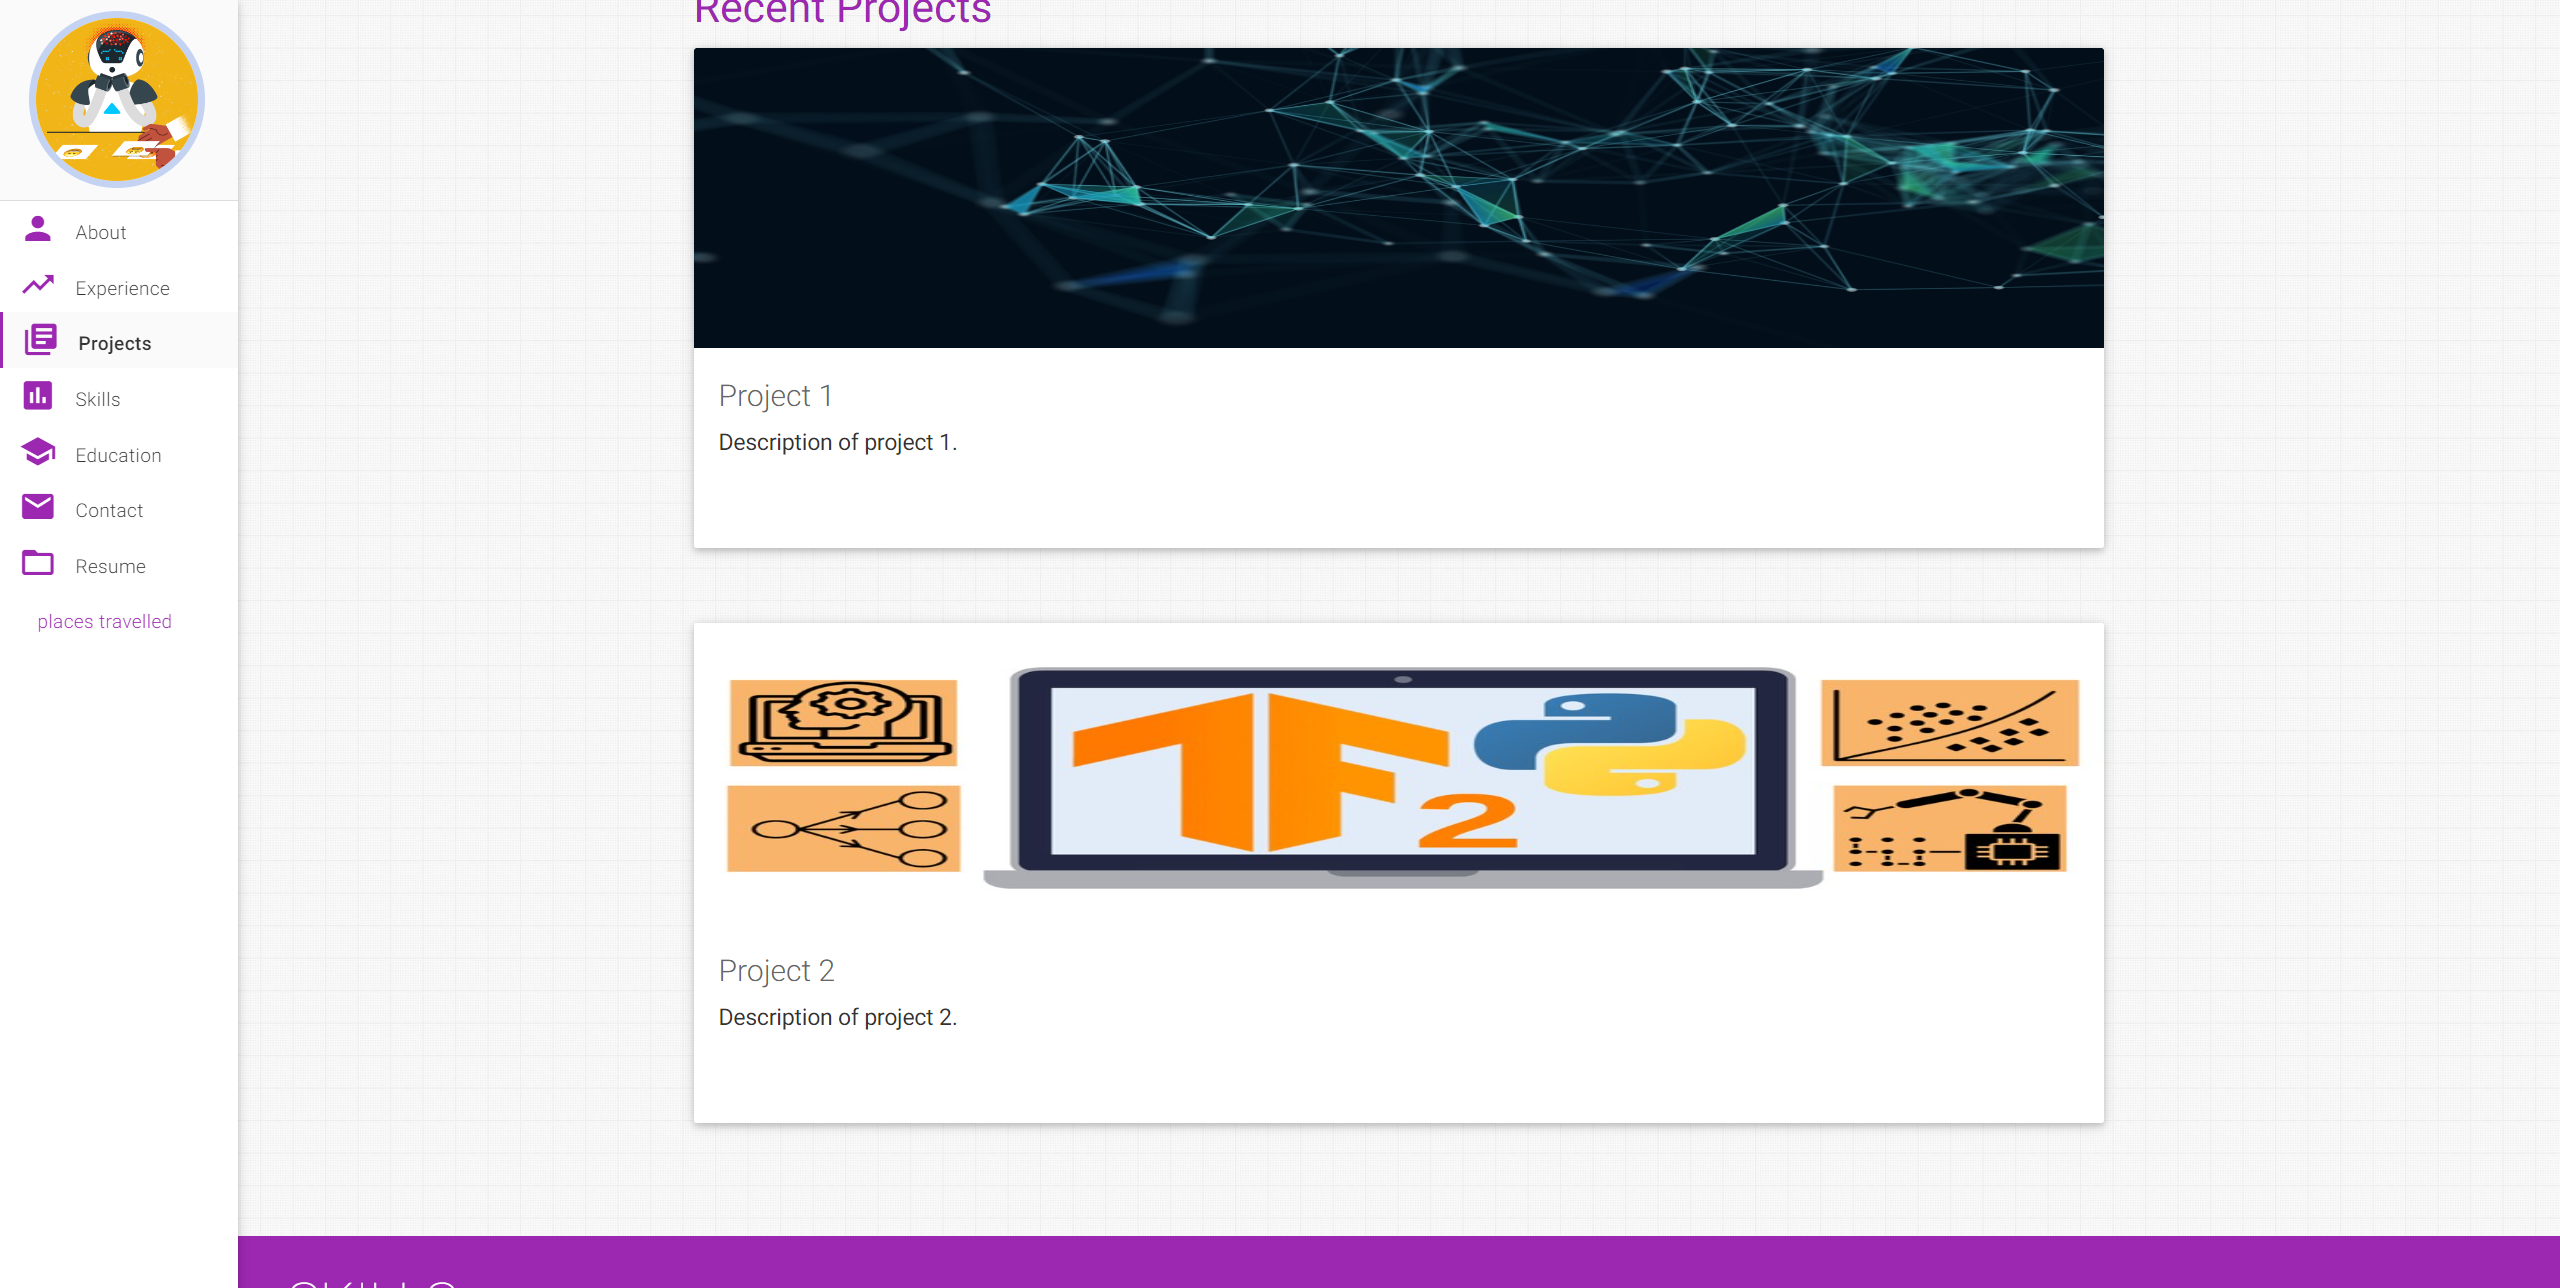 Recent Projects
About
Experience
Projects
Skills
Education
Contact
Resume
places travelled
Project 1
Description of project 1.
TF2
Project 2
Description of project 2.